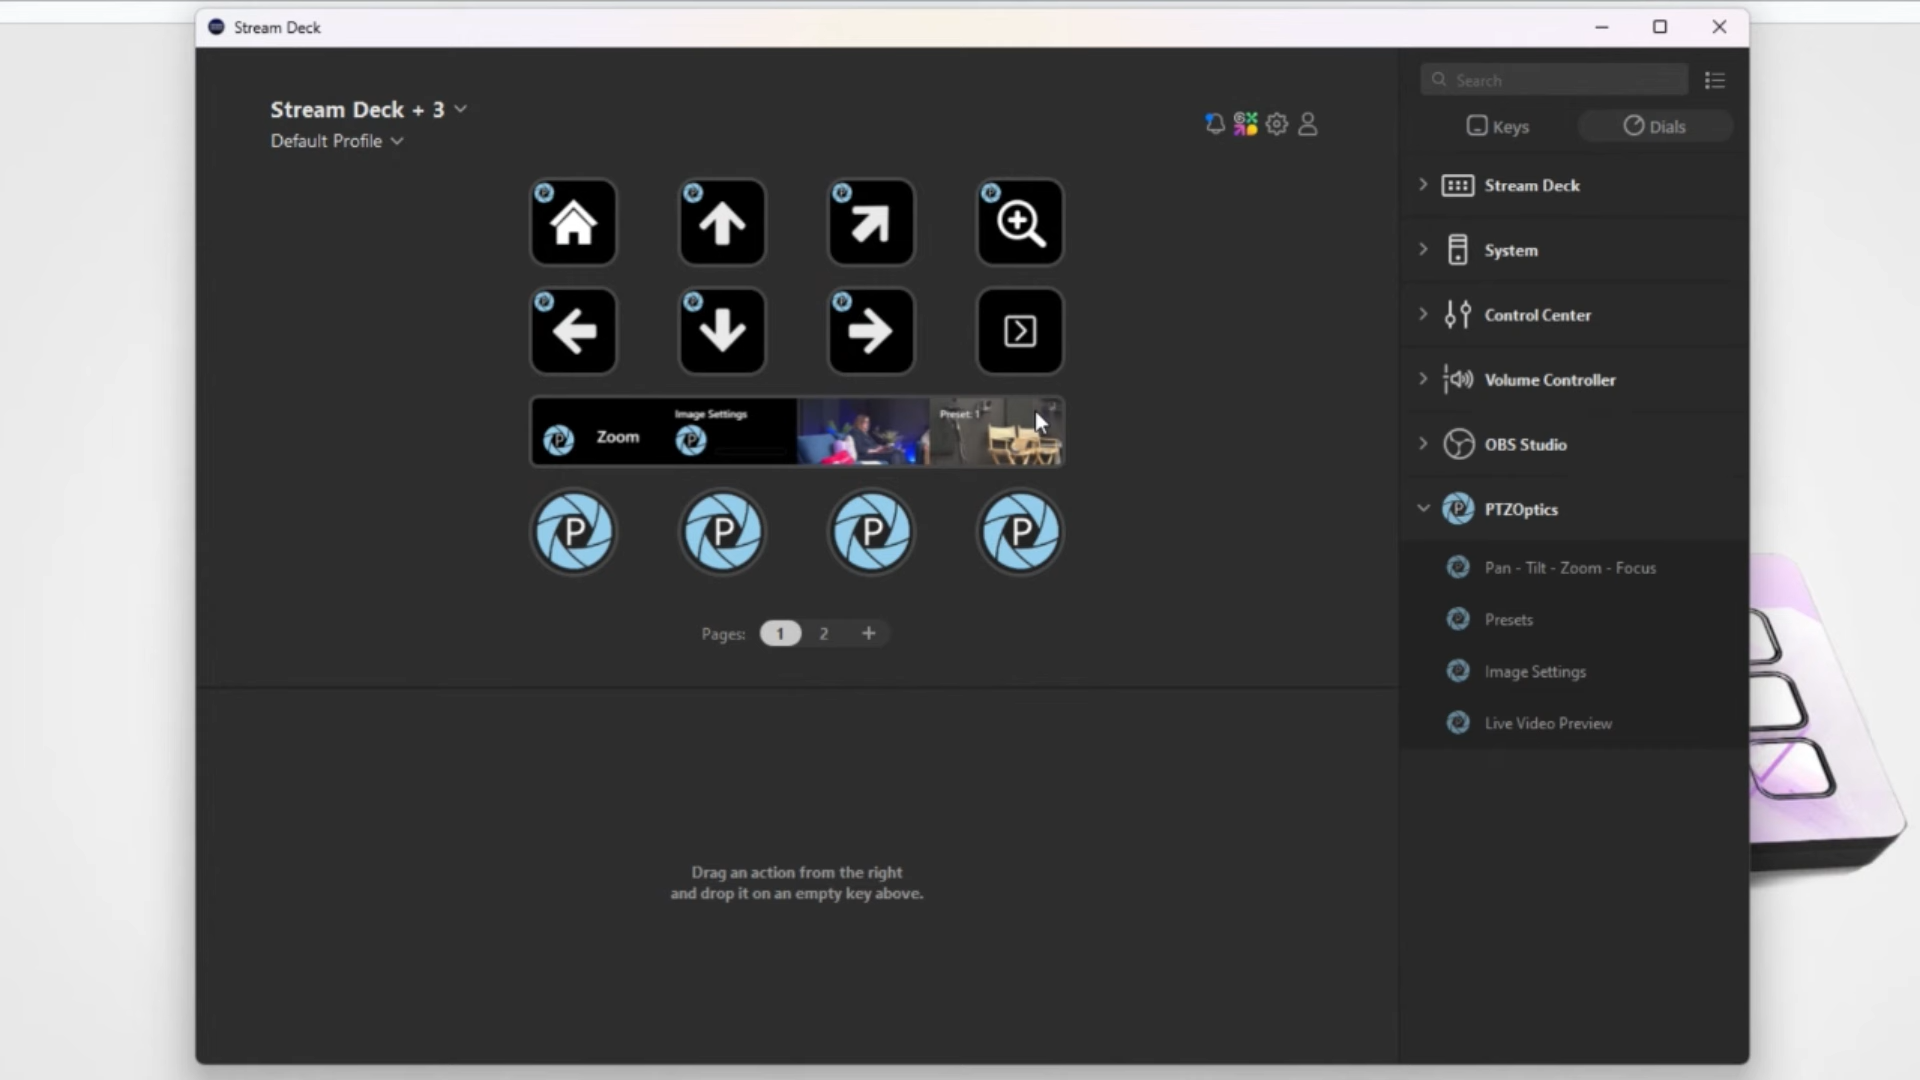 Stream Deck
Stream Deck + 3
Default Profile
Search
Keys
Dials
Stream Deck
System
Control Center
Volume Controller
OBS Studio
PTZOptics
Pan - Tilt - Zoom - Focus
Presets
Image Settings
Live Video Preview
Zoom
Image Settings
Preset: 1
P
P
P
P
Pages: 1 2 +
Drag an action from the right
and drop it on an empty key above.